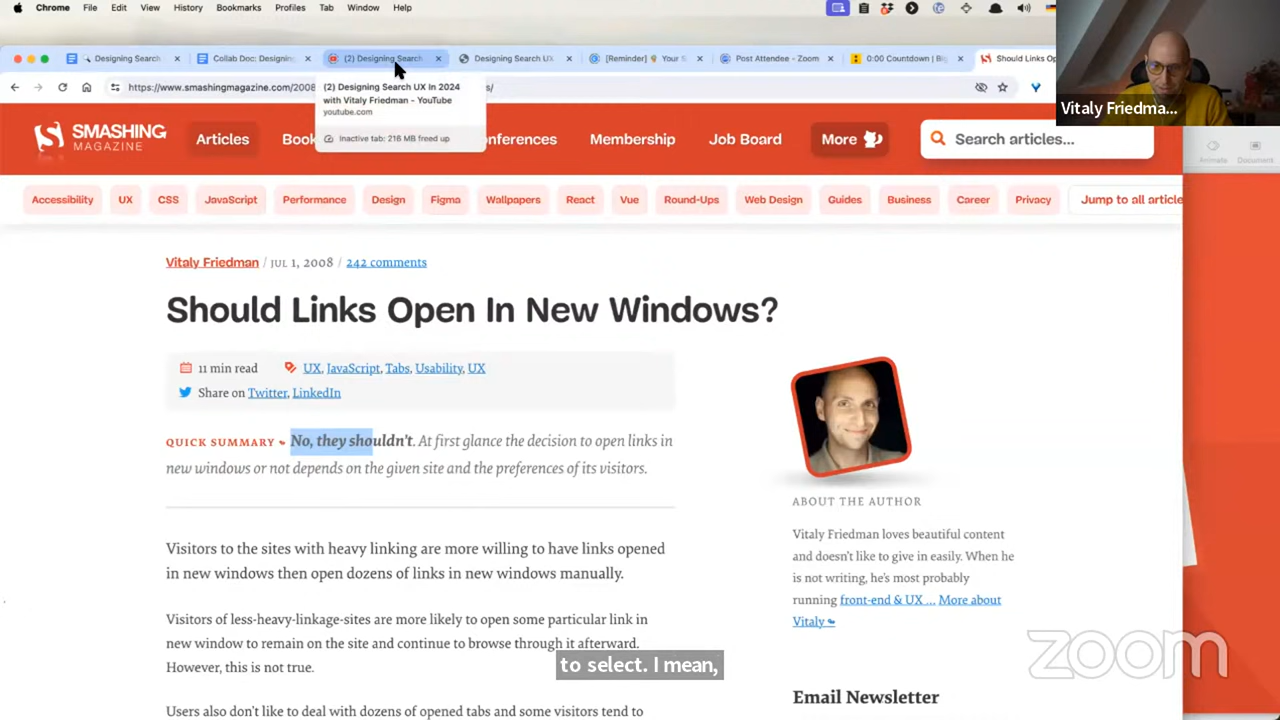 Chrome File Edit View History Bookmarks Profiles Tab Window Help
Designing Search
Collab Doc: Designing
(2) Designing Search
Designing Search UX
[Reminder]
Your S
Post Attendee - Zoom
0:00 Countdown | Big
Should Links Op
https://www.smashingmagazine.com/2008
s/
(2) Designing Search UX In 2024
with Vitaly Friedman - YouTube
youtube.com
Inactive tab: 216 MB freed up
Vitaly Friedma...
SMASHING
MAGAZINE
Articles
Boo
onferences
Membership
Job Board
More
Search articles...
Animate
Document
Accessibility UX CSS JavaScript Performance Design Figma Wallpapers React Vue Round-Ups Web Design Guides Business Career Privacy Jump to all article
Vitaly Friedman / JUL 1, 2008 / 242 comments
Should Links Open In New Windows?
11 min read
UX, JavaScript, Tabs, Usability, UX
Share on Twitter, LinkedIn
QUICK SUMMARY No, they shouldn't. At first glance the decision to open links in
new windows or not depends on the given site and the preferences of its visitors.
Visitors to the sites with heavy linking are more willing to have links opened
in new windows then open dozens of links in new windows manually.
Visitors of less-heavy-linkage-sites are more likely to open some particular link in
new window to remain on the site and continue to browse through it afterward.
However, this is not true.
Users also don't like to deal with dozens of opened tabs and some visitors tend to
ABOUT THE AUTHOR
Vitaly Friedman loves beautiful content
and doesn't like to give in easily. When he
is not writing, he's most probably
running front-end & UX ... More about
Vitaly
Email Newsletter
to select. I mean,
zoom